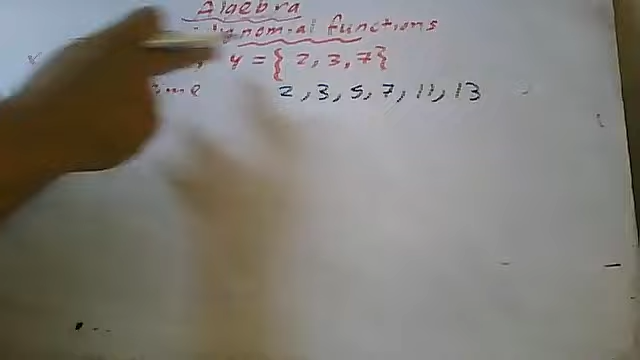 Algebra
functions
y = { 2, 3, 7 }
2, 3, 5, 7, 11, 13